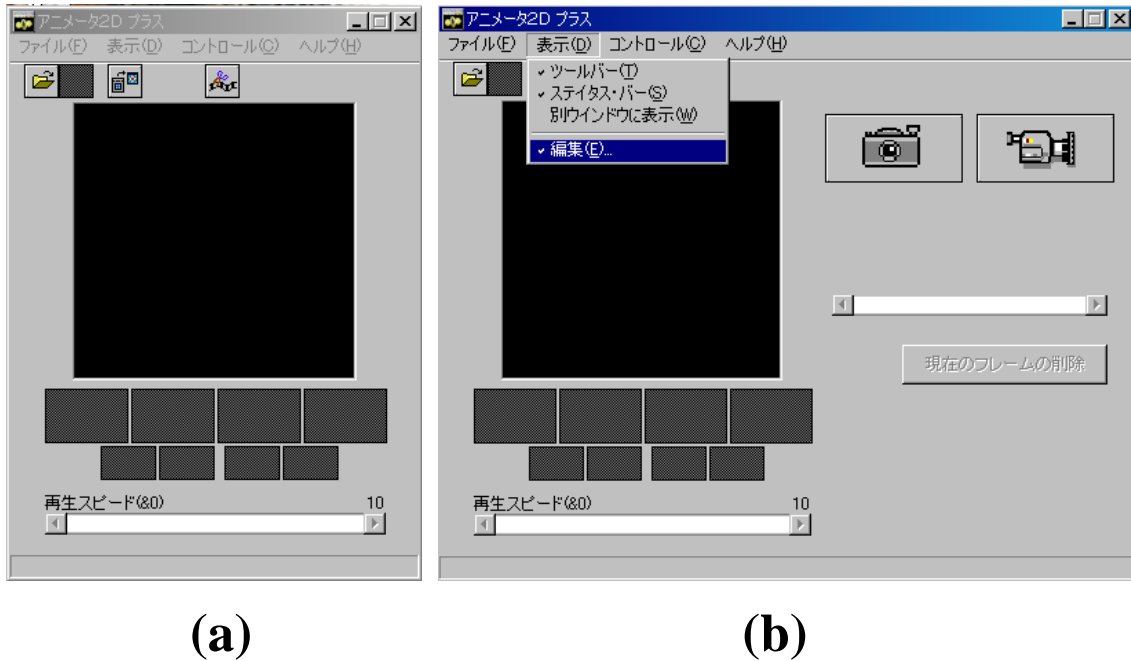 アニメータ2D プラス
ファイル(F) 表示(D) コントロール(C) ヘルプ(H)
再生スピード(&0) 10
(a)
アニメータ2D プラス
ファイル(F) 表示(D) コントロール(C) ヘルプ(H)
ツールバー(T)
ステイタス・バー(S)
別ウインドウに表示(W)
編集(E)...
現在のフレームの削除
再生スピード(&0) 10
(b)